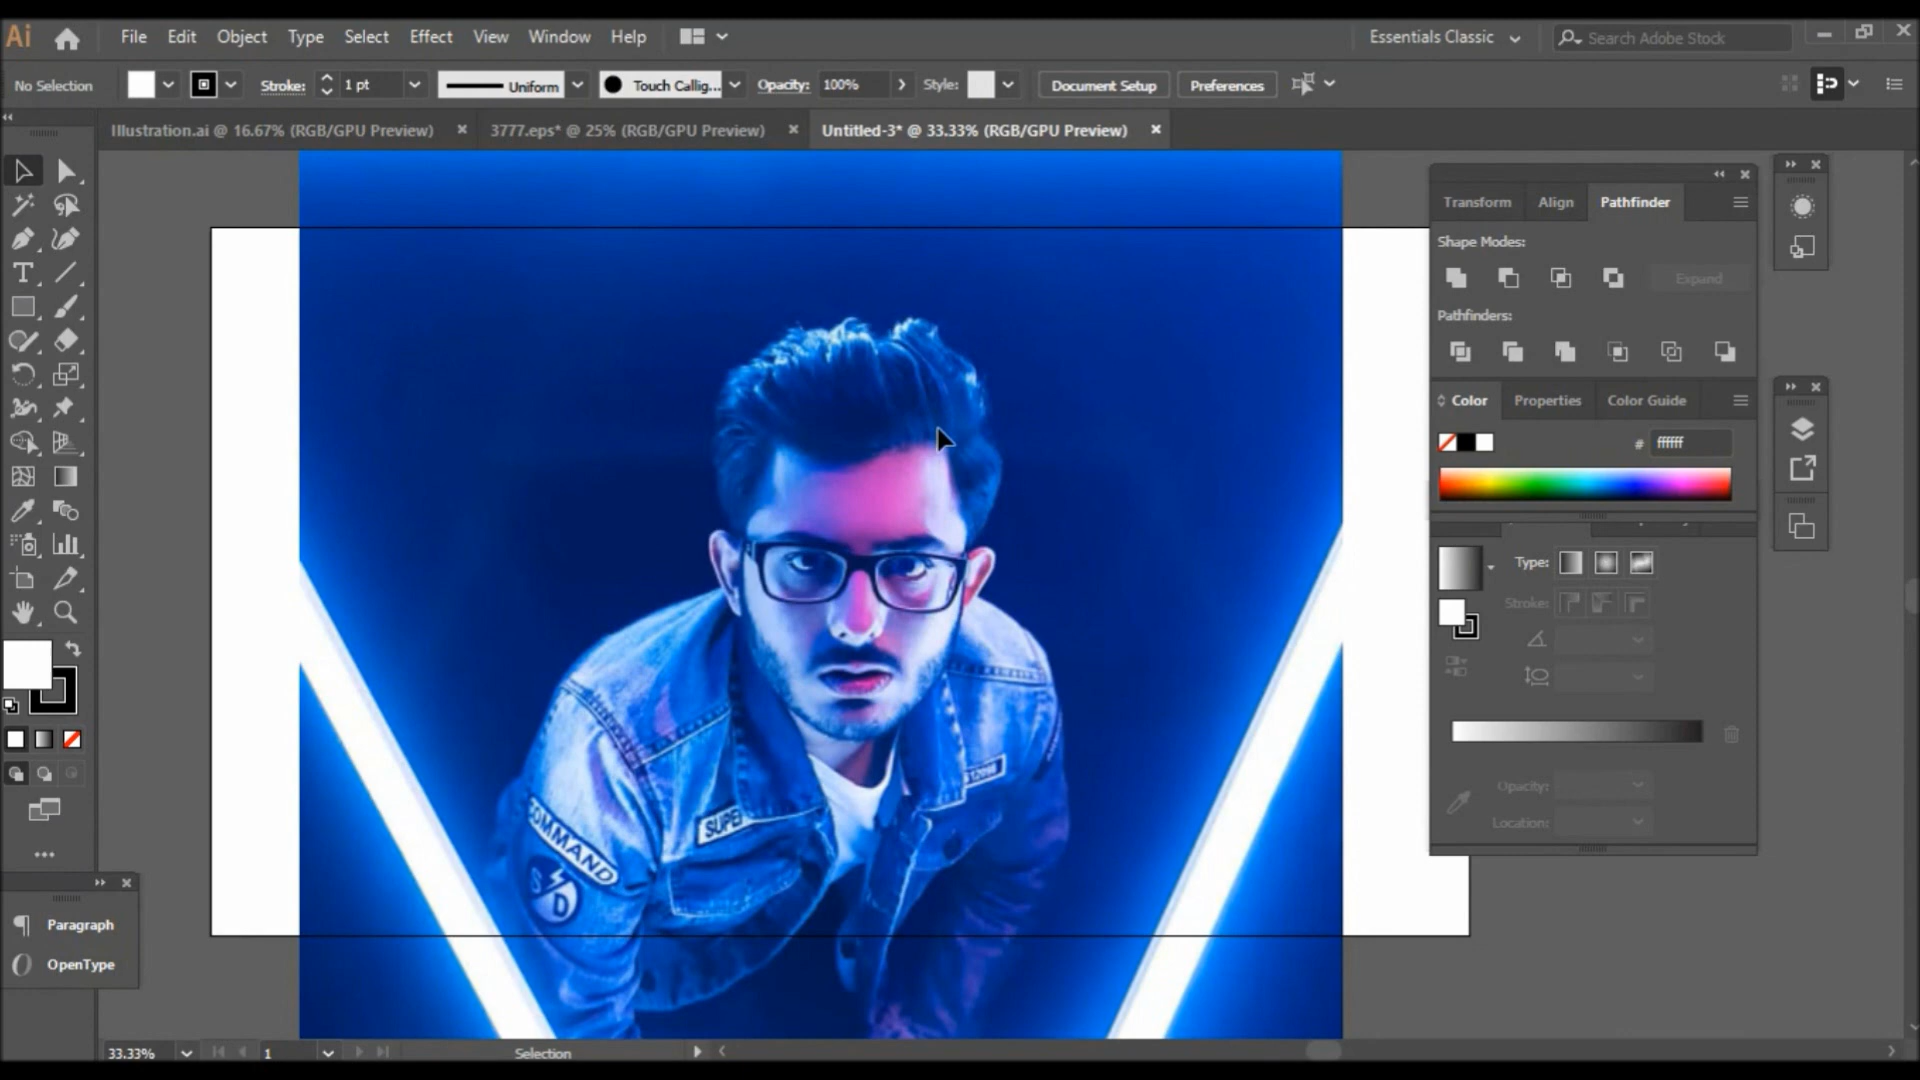 Ai File Edit Object Type Select Effect View Window Help Essentials Classic Search Adobe Stock
No Selection Stroke: 1 pt Uniform Touch Callig... Opacity: 100% Style: Document Setup Preferences
Illustration.ai @ 16.67% (RGB/GPU Preview) 3777.eps* @ 25% (RGB/GPU Preview) Untitled-3* @ 33.33% (RGB/GPU Preview)
Transform Align Pathfinder
Shape Modes:
Expand
Pathfinders:
Color Properties Color Guide
# ffffff
Type:
Stroke:
Opacity:
Location:
COMMAND
SUPER
S D
Paragraph
OpenType
33.33% 1 Selection